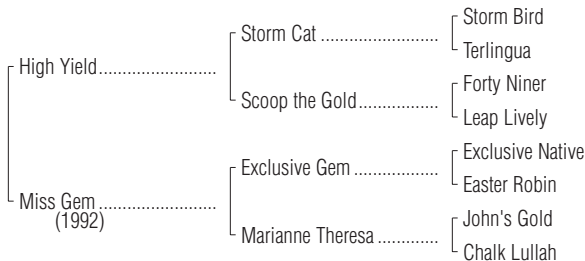 Storm Bird
Storm Cat ........................
Terlingua
High Yield........................
Forty Niner
Scoop the Gold................
Leap Lively
Exclusive Native
Exclusive Gem .................
Easter Robin
Miss Gem ........................
(1992)
John's Gold
Marianne Theresa ............
Chalk Lullah